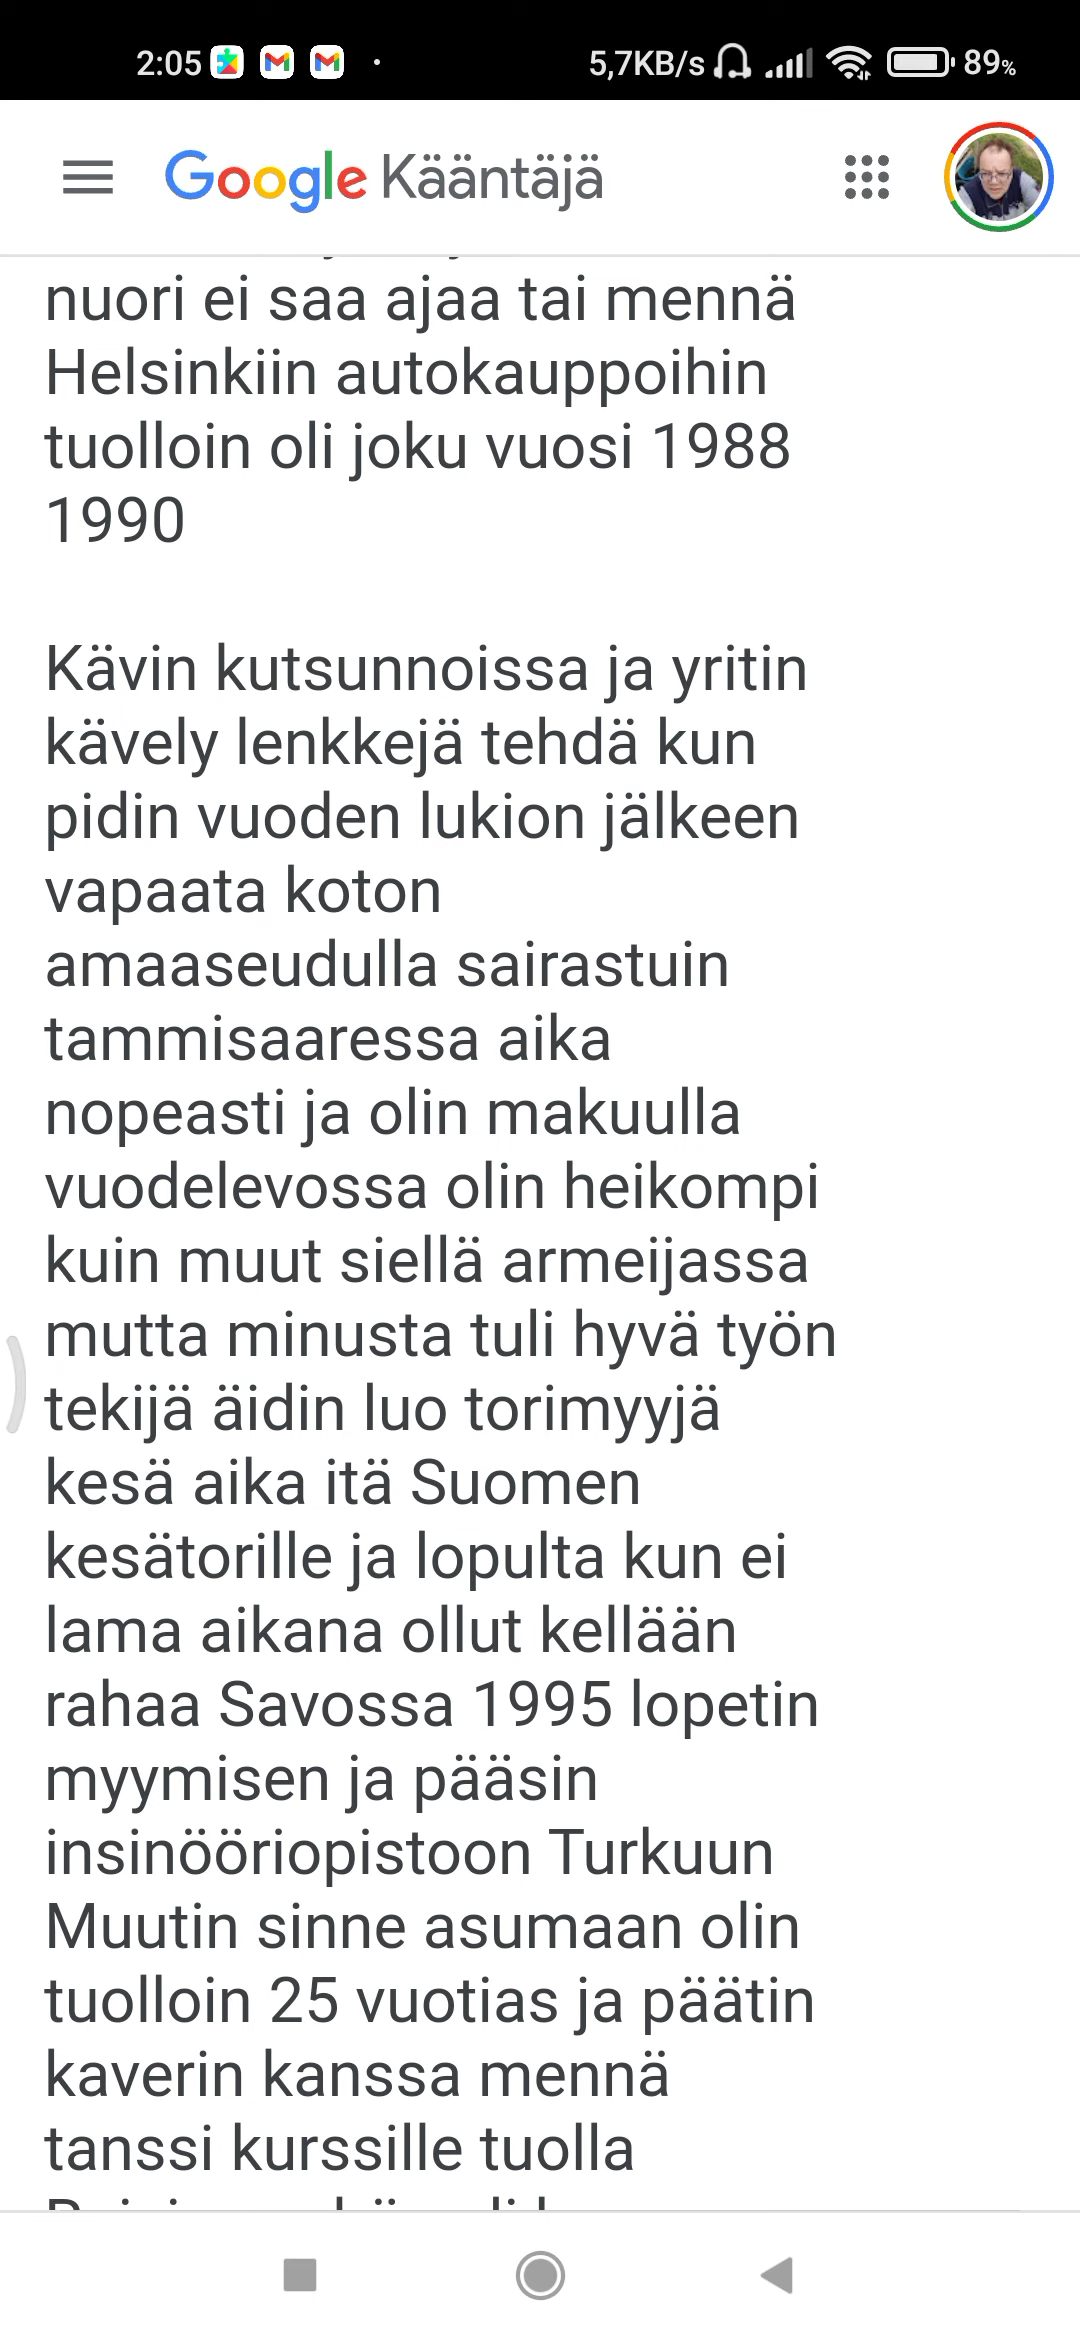 2:05
5,7KB/s
89%
Google Kääntäjä
nuori ei saa ajaa tai mennä
Helsinkiin autokauppoihin
tuolloin oli joku vuosi 1988
1990
Kävin kutsunnoissa ja yritin
kävely lenkkejä tehdä kun
pidin vuoden lukion jälkeen
vapaata koton
amaaseudulla sairastuin
tammisaaressa aika
nopeasti ja olin makuulla
vuodelevossa olin heikompi
kuin muut siellä armeijassa
mutta minusta tuli hyvä työn
tekijä äidin luo torimyyjä
kesä aika itä Suomen
kesätorille ja lopulta kun ei
lama aikana ollut kellään
rahaa Savossa 1995 lopetin
myymisen ja pääsin
insinööriopistoon Turkuun
Muutin sinne asumaan olin
tuolloin 25 vuotias ja päätin
kaverin kanssa mennä
tanssi kurssille tuolla